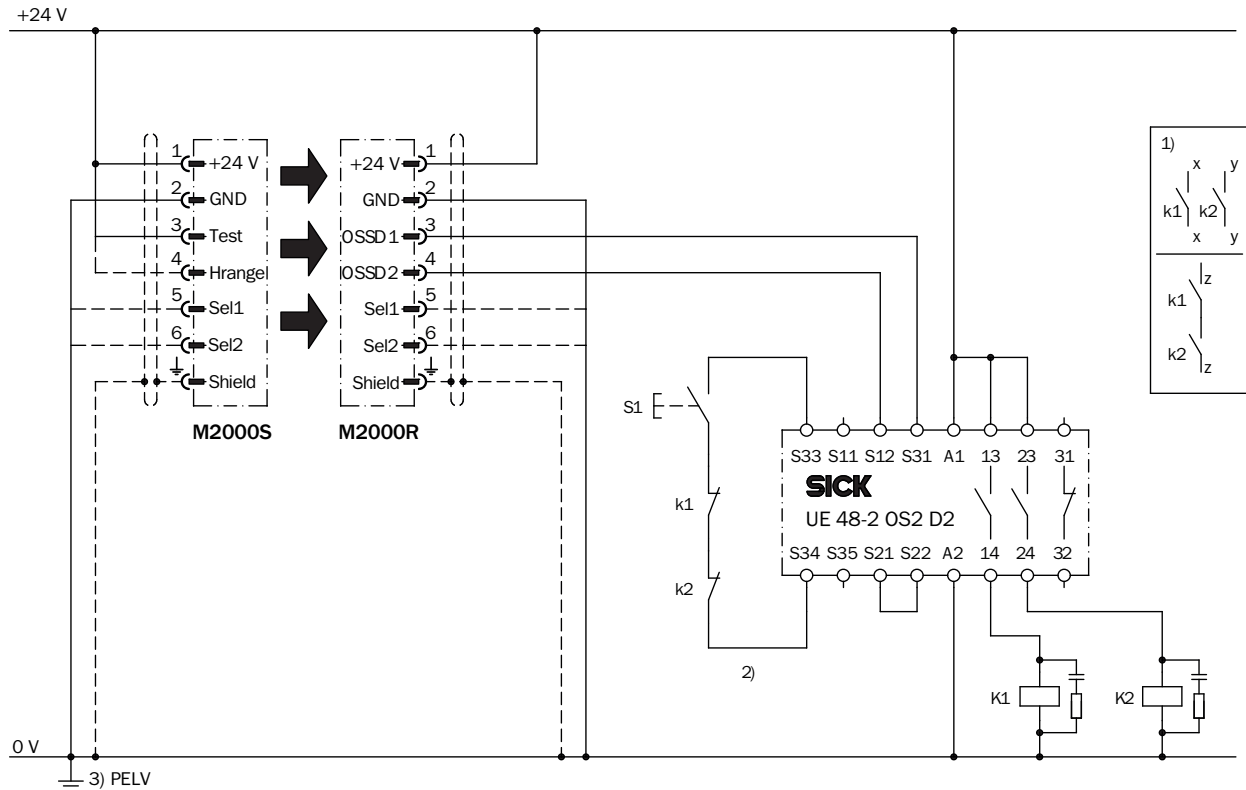 +24 V
1 +24 V
2 GND
3 Test
4 Hrange
5 Sel1
6 Sel2
Shield
M2000S
+24 V 1
GND 2
OSSD1 3
OSSD2 4
Sel1 5
Sel2 6
Shield
M2000R
1)
x y
k1 k2
x y
z
k1
k2
z
S1
k1
k2
2)
S33 S11 S12 S31 A1 13 23 31
SICK
UE 48-2 OS2 D2
S34 S35 S21 S22 A2 14 24 32
K1 K2
0 V
3) PELV